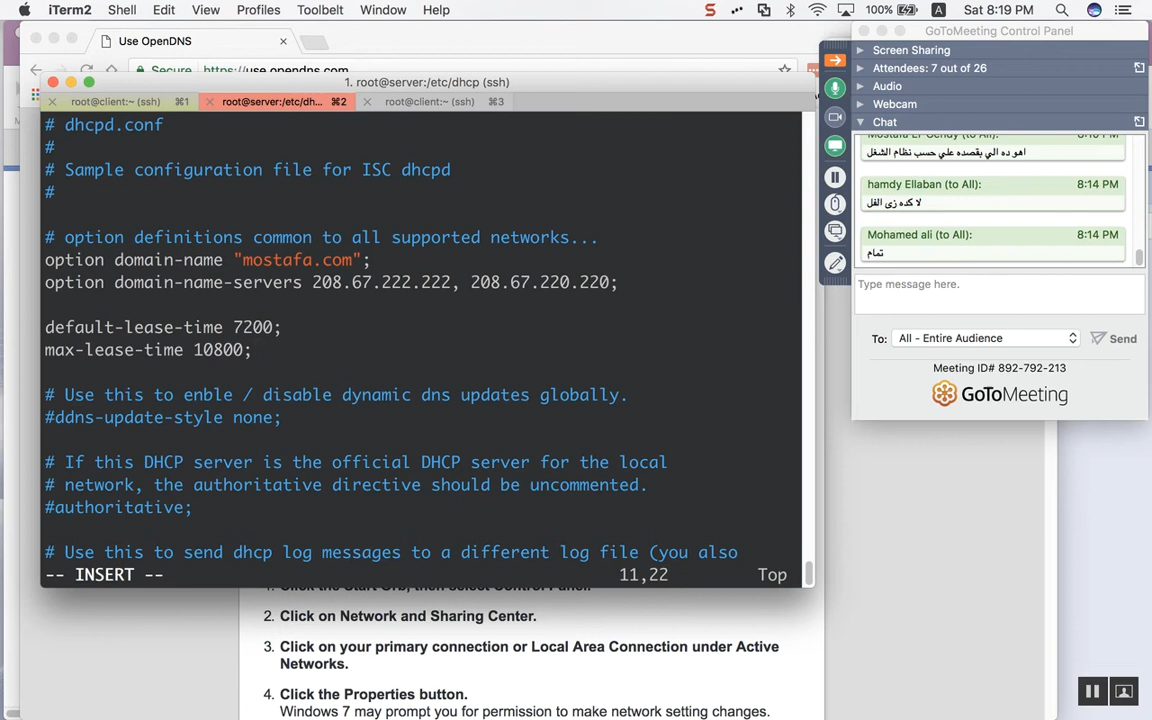 iTerm2 Shell Edit View Profiles Toolbelt Window Help
100% A Sat 8:19 PM
Use OpenDNS
Secure https://use.opendns.com
1. root@server:/etc/dhcp (ssh)
root@client:~ (ssh) ⌘1 root@server:/etc/dh... ⌘2 root@client:~ (ssh) ⌘3
# dhcpd.conf
#
# Sample configuration file for ISC dhcpd
#
# option definitions common to all supported networks...
option domain-name "mostafa.com";
option domain-name-servers 208.67.222.222, 208.67.220.220;
default-lease-time 7200;
max-lease-time 10800;
# Use this to enble / disable dynamic dns updates globally.
#ddns-update-style none;
# If this DHCP server is the official DHCP server for the local
# network, the authoritative directive should be uncommented.
#authoritative;
# Use this to send dhcp log messages to a different log file (you also
-- INSERT -- 11,22 Top
2. Click on Network and Sharing Center.
3. Click on your primary connection or Local Area Connection under Active
Networks.
4. Click the Properties button.
Windows 7 may prompt you for permission to make network setting changes.
GoToMeeting Control Panel
Screen Sharing
Attendees: 7 out of 26
Audio
Webcam
Chat
اهو ده الي بقصده علي حسب نظام الشغل
hamdy Ellaban (to All): 8:14 PM
لا كده زى الفل
Mohamed ali (to All): 8:14 PM
تمام
Type message here.
To: All - Entire Audience Send
Meeting ID# 892-792-213
GoToMeeting